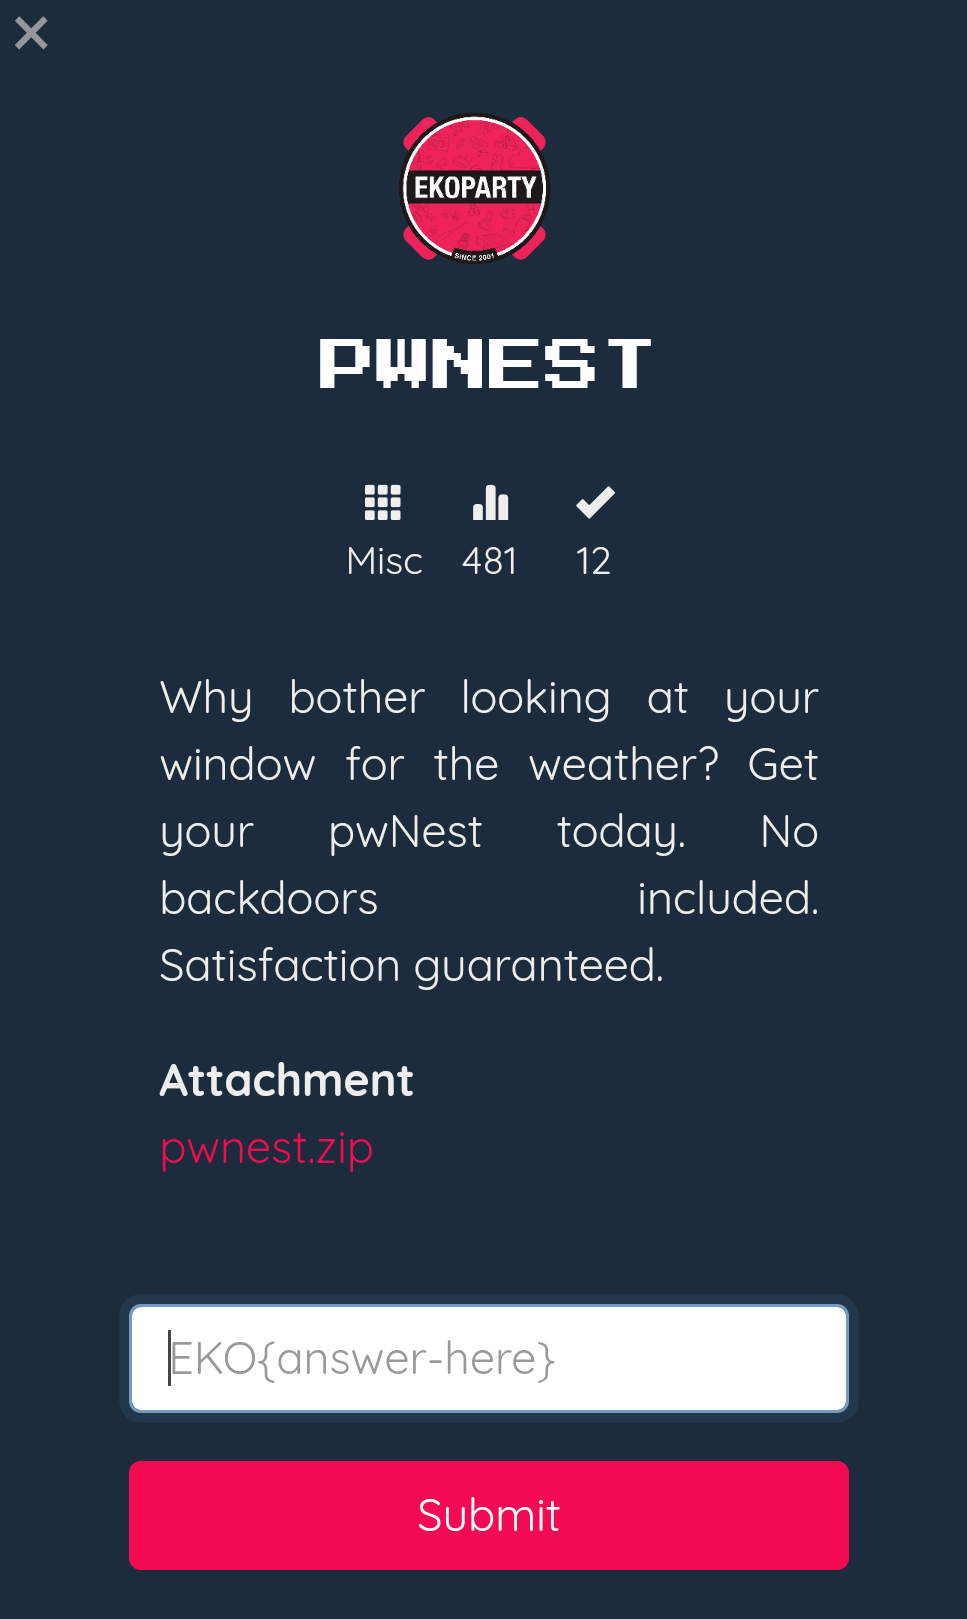 EKOPARTY
SINCE 2001
PWNEST
Misc 481 12
Why bother looking at your
window for the weather? Get
your pwNest today. No
backdoors included.
Satisfaction guaranteed.
Attachment
pwnest.zip
EKO{answer-here}
Submit